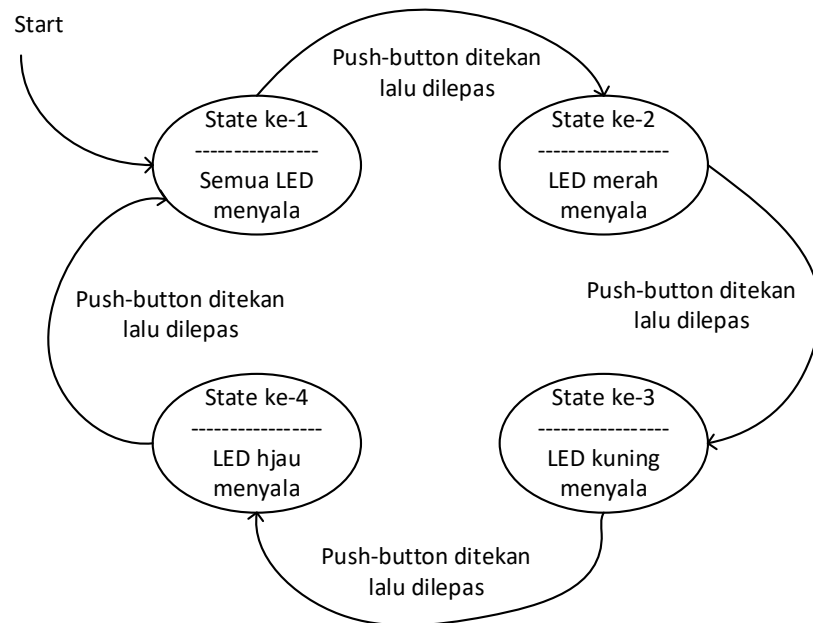 Start
Push-button ditekan
lalu dilepas
State ke-1
----------------
Semua LED
menyala
State ke-2
-----------------
LED merah
menyala
Push-button ditekan
lalu dilepas
Push-button ditekan
lalu dilepas
State ke-4
-----------------
LED hjau
menyala
State ke-3
-----------------
LED kuning
menyala
Push-button ditekan
lalu dilepas